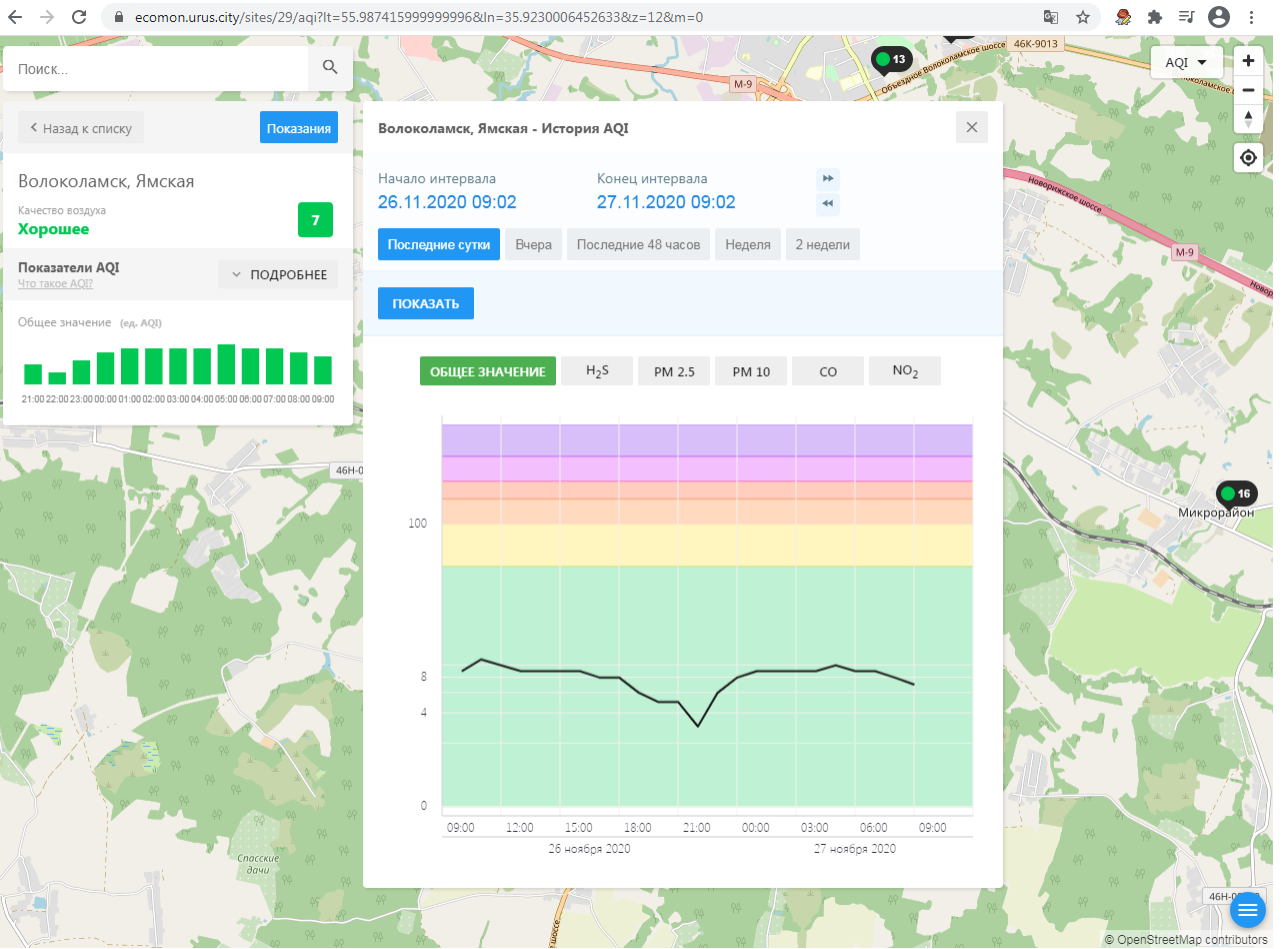 ecomon.urus.city/sites/29/aqi?lt=55.987415999999996&ln=35.9230006452633&z=12&m=0
Поиск...
Назад к списку
Показания
Волоколамск, Ямская
Качество воздуха
Хорошее
7
Показатели AQI
Что такое AQI?
ПОДРОБНЕЕ
Общее значение (ед. AQI)
21:00 22:00 23:00 00:00 01:00 02:00 03:00 04:00 05:00 06:00 07:00 08:00 09:00
Волоколамск, Ямская - История AQI
Начало интервала
Конец интервала
26.11.2020 09:02
27.11.2020 09:02
Последние сутки
Вчера
Последние 48 часов
Неделя
2 недели
ПОКАЗАТЬ
ОБЩЕЕ ЗНАЧЕНИЕ
H2S
PM 2.5
PM 10
CO
NO2
100
8
4
0
09:00 12:00 15:00 18:00 21:00 00:00 03:00 06:00 09:00
26 ноября 2020
27 ноября 2020
46К-9013
13
Объездное Волоколамское шоссе
М-9
AQI
Новорижское шоссе
М-9
16
Микрорайон
46Н-0
Спасские
дачи
шоссе
46Н-0
© OpenStreetMap contributors